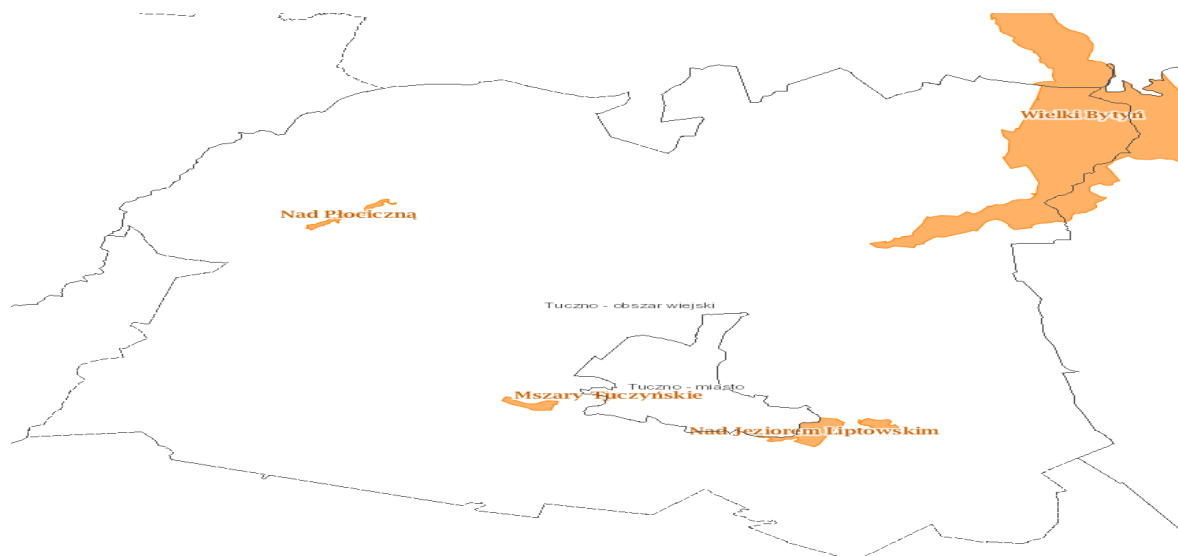 Wielki Bytyń
Nad Płociczną
Tuczno - obszar wiejski
Tuczno - miasto
Mszary Tuczyńskie
Nad Jeziorem Liptowskim